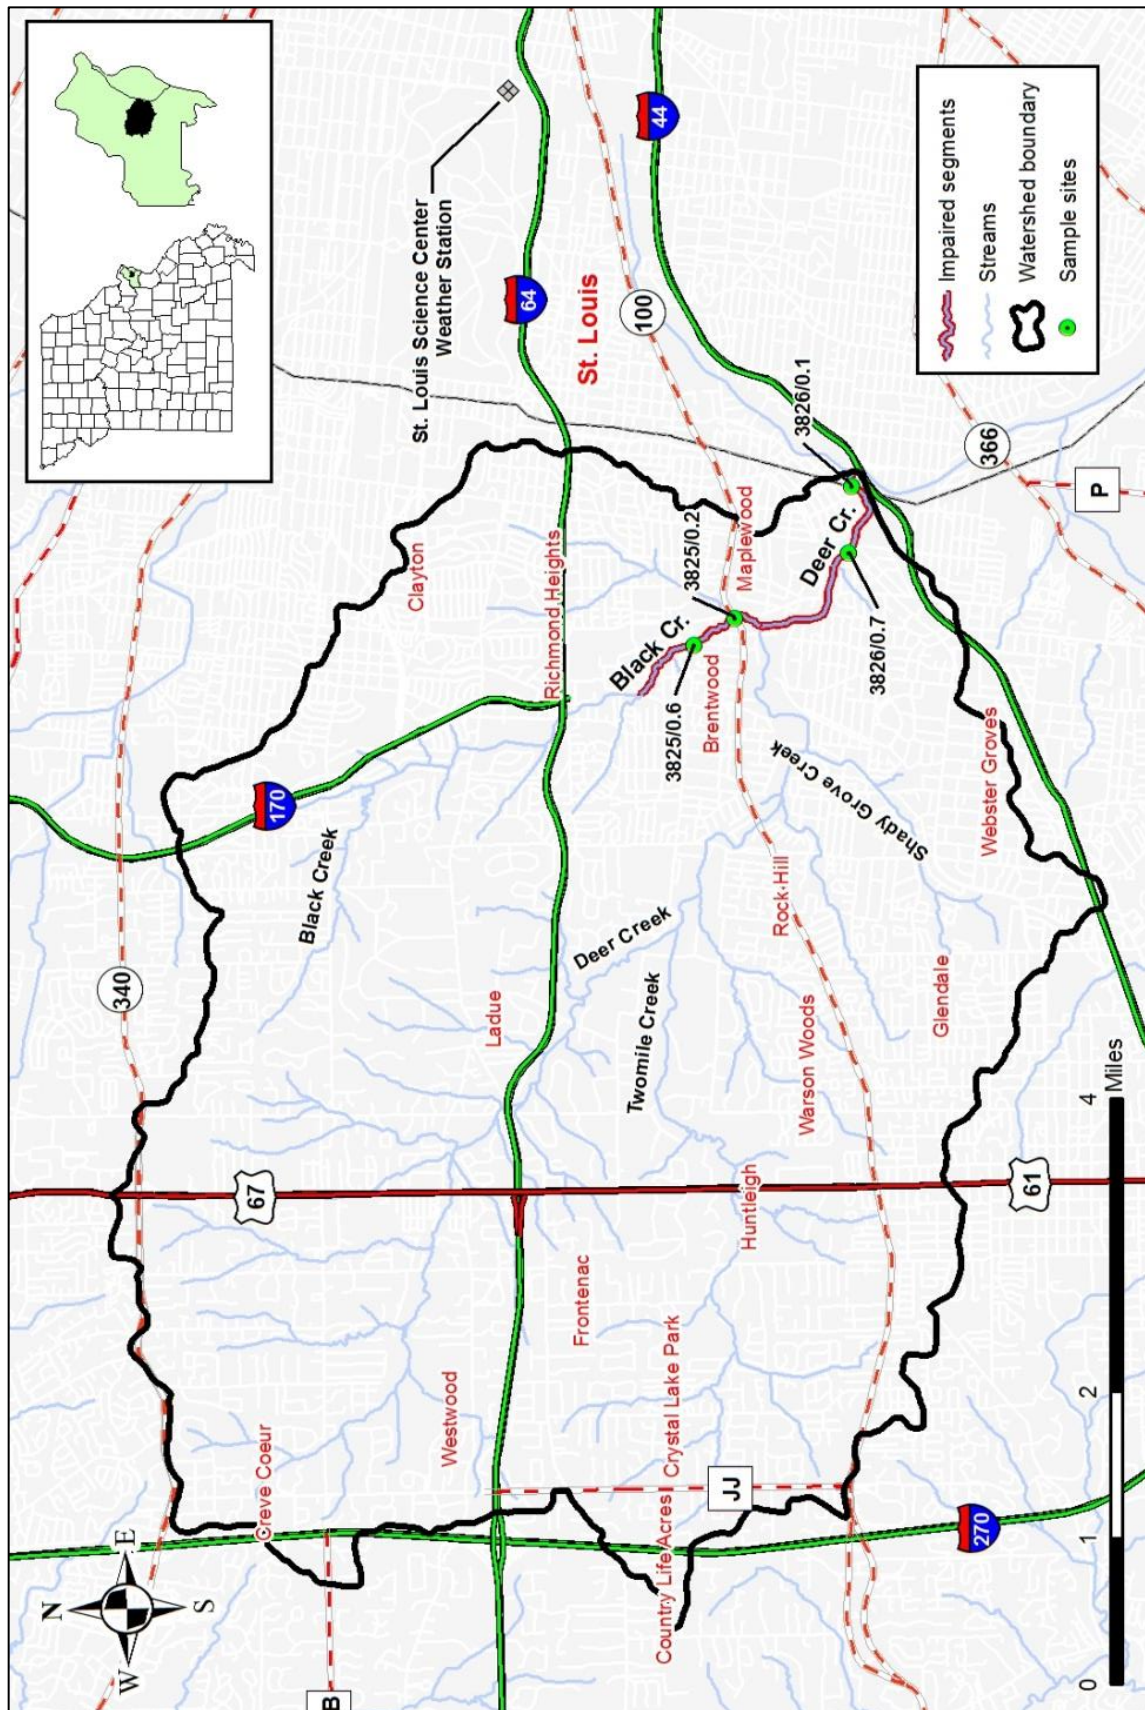 N
W
E
S
340
170
67
Creve Coeur
B
Black Creek
Clayton
Westwood
Ladue
Richmond Heights
64
St. Louis Science Center
Weather Station
St. Louis
Frontenac
Deer Creek
Twomile Creek
Black Cr.
3825/0.6
3825/0.2
Brentwood
Maplewood
100
44
Country Life Acres
Crystal Lake Park
JJ
Huntleigh
Warson Woods
Rock Hill
Shady Grove Creek
Deer Cr.
3826/0.1
3826/0.7
270
61
Glendale
Webster Groves
366
P
0
1
2
4
Miles
Impaired segments
Streams
Watershed boundary
Sample sites